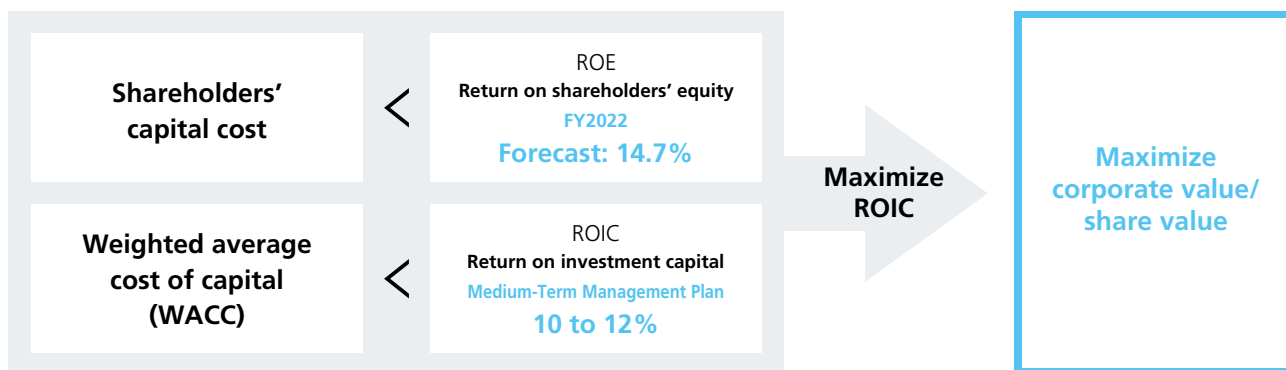 Shareholders’
capital cost
<
ROE
Return on shareholders’ equity
FY2022
Forecast: 14.7%
Weighted average
cost of capital
(WACC)
<
ROIC
Return on investment capital
Medium-Term Management Plan
10 to 12%
Maximize
ROIC
Maximize
corporate value/
share value